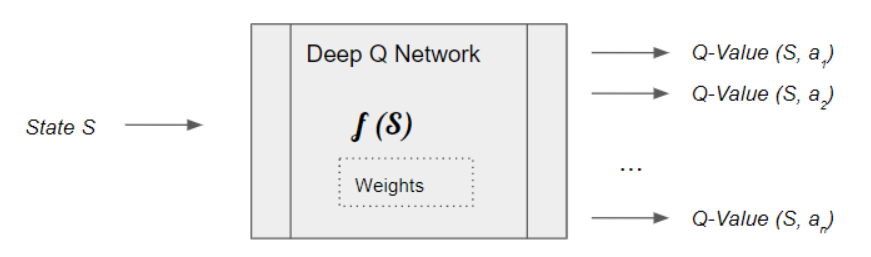 Deep Q Network
State S
f (S)
Weights
Q-Value (S, a₁)
Q-Value (S, a₂)
...
Q-Value (S, aₙ)